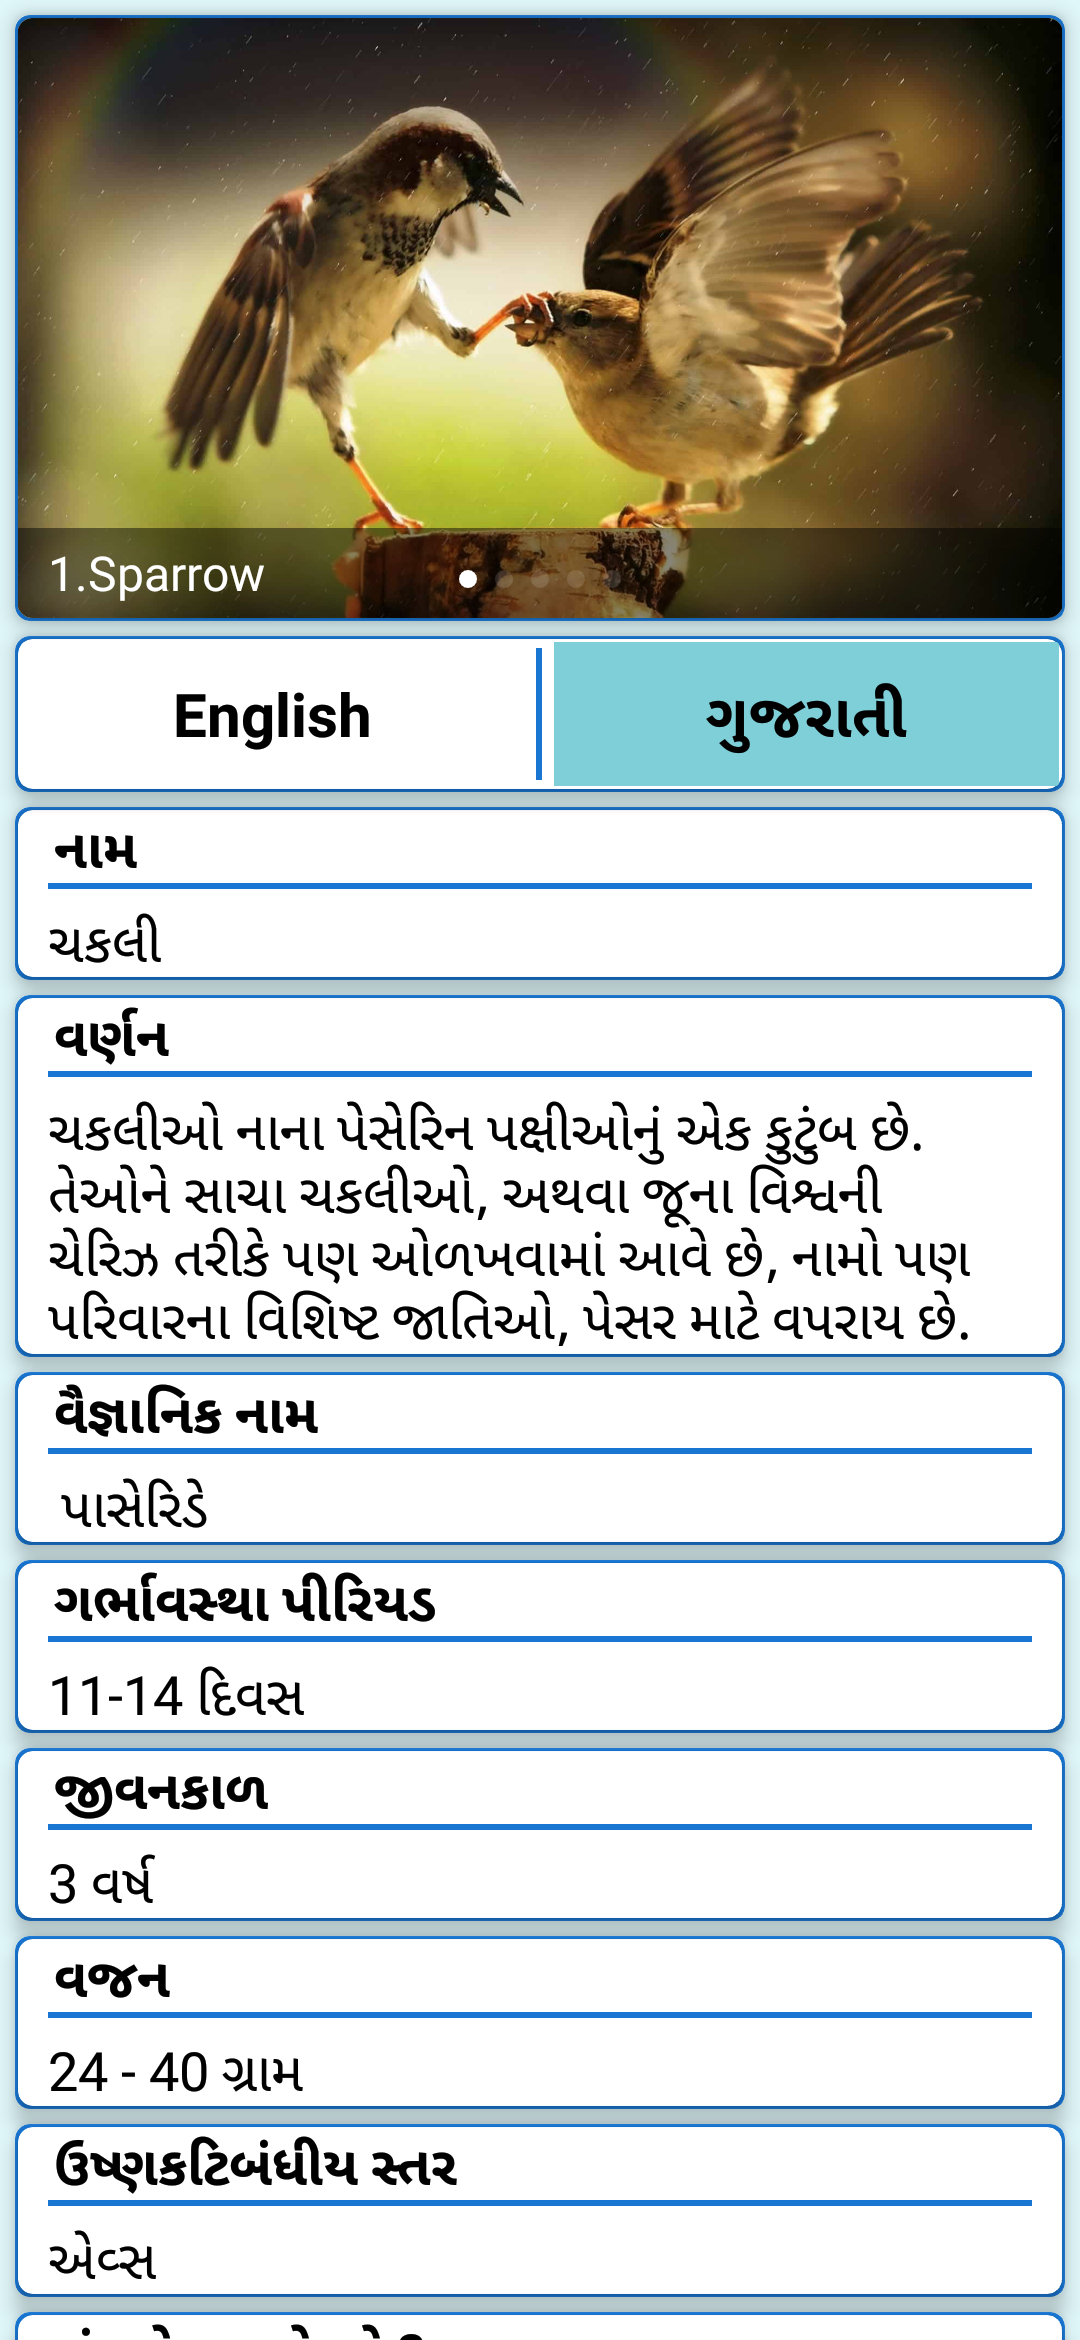 1.Sparrow
English
ગુજરાતી
નામ
ચકલી
વર્ણન
ચકલીઓ નાના પેસેરિન પક્ષીઓનું એક કુટુંબ છે.
તેઓને સાચા ચકલીઓ, અથવા જૂના વિશ્વની
ચેરિઝ તરીકે પણ ઓળખવામાં આવે છે, નામો પણ
પરિવારના વિશિષ્ટ જાતિઓ, પેસર માટે વપરાય છે.
વૈજ્ઞાનિક નામ
પાસેરિડે
ગર્ભાવસ્થા પીરિયડ
11-14 દિવસ
જીવનકાળ
3 વર્ષ
વજન
24 - 40 ગ્રામ
ઉષ્ણકટિબંધીય સ્તર
એવ્સ